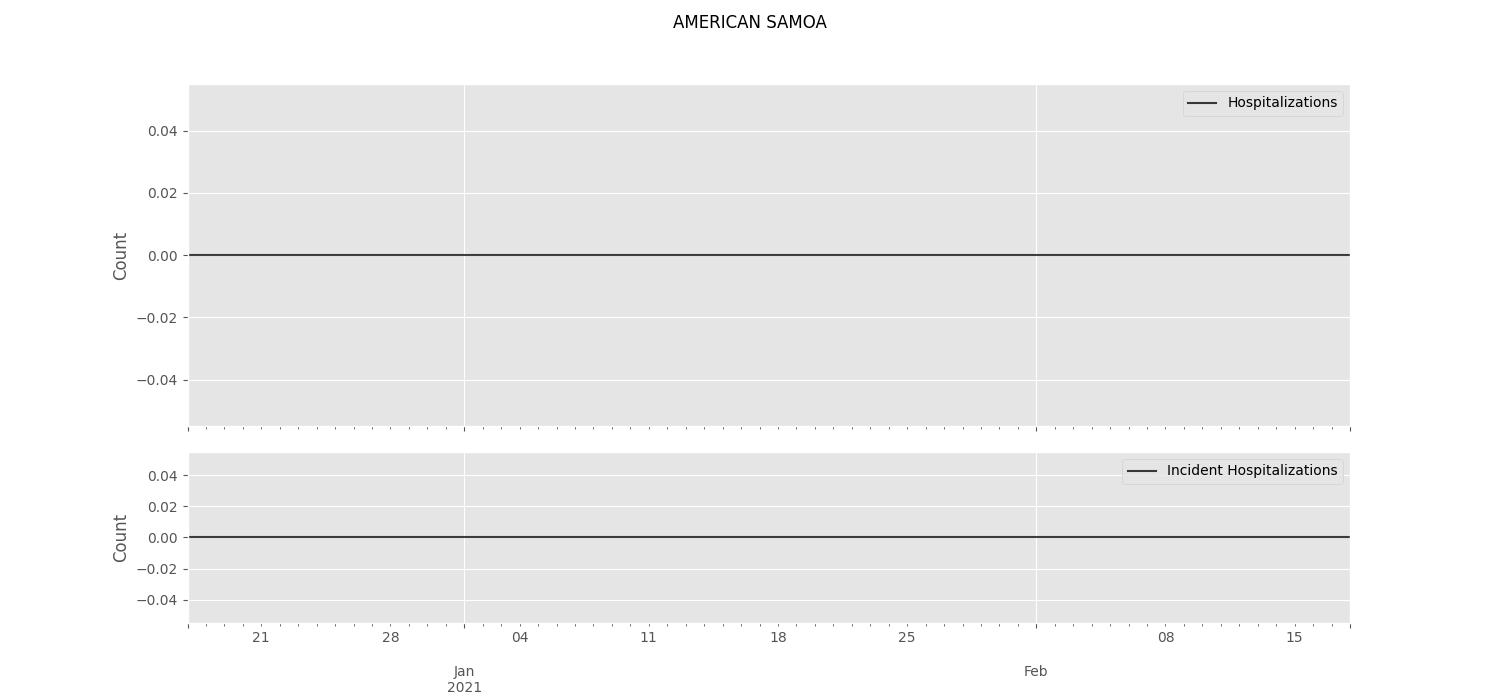 AMERICAN SAMOA
Hospitalizations
0.04
0.02
0.00
−0.02
−0.04
Count
Incident Hospitalizations
0.04
0.02
0.00
−0.02
−0.04
Count
21 28 04 11 18 25 08 15
Jan Feb
2021